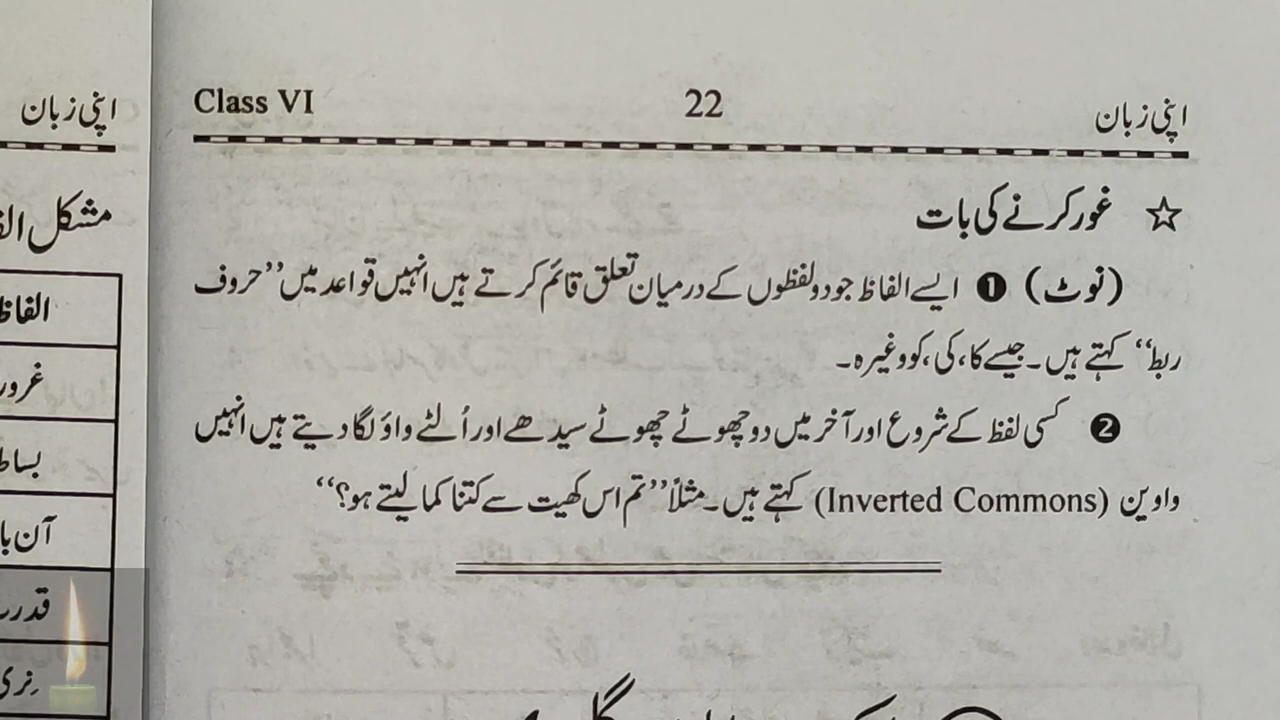 اپنی زبان 22 Class VI
☆ غور کرنے کی بات
(نوٹ) ❶ ایسے الفاظ جو دو لفظوں کے درمیان تعلق قائم کرتے ہیں انہیں قواعد میں ’’حروف
ربط‘‘ کہتے ہیں۔ جیسے کا، کی، کو وغیرہ۔
❷ کسی لفظ کے شروع اور آخر میں دو چھوٹے چھوٹے سیدھے اور اُلٹے واؤ لگا دیتے ہیں انہیں
واوین (Inverted Commons) کہتے ہیں۔ مثلاً ’’تم اس کھیت سے کتنا کما لیتے ہو؟‘‘
اپنی زبان
مشکل
الفاظ
غرور
بساط
آن